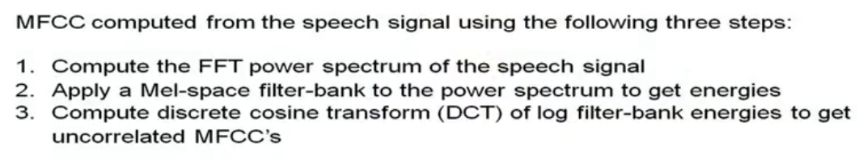 MFCC computed from the speech signal using the following three steps:
1. Compute the FFT power spectrum of the speech signal
2. Apply a Mel-space filter-bank to the power spectrum to get energies
3. Compute discrete cosine transform (DCT) of log filter-bank energies to get
uncorrelated MFCC's